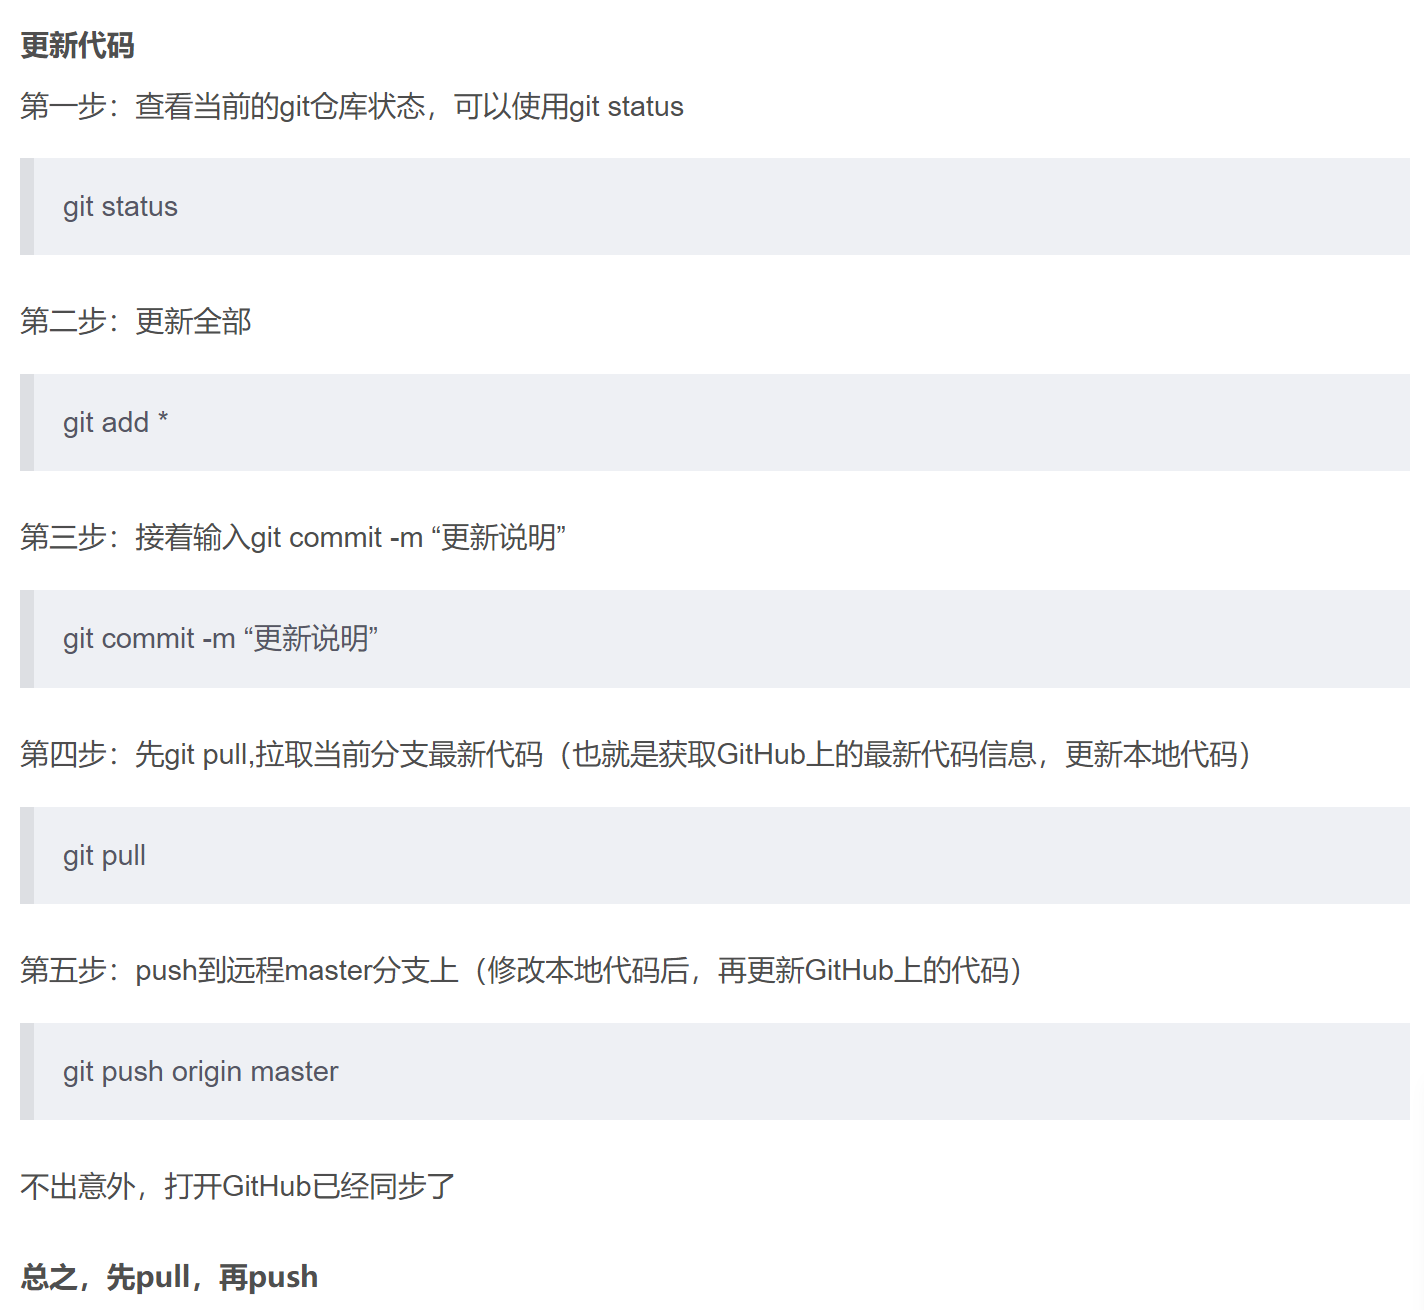 更新代码
第一步：查看当前的git仓库状态，可以使用git status
git status
第二步：更新全部
git add *
第三步：接着输入git commit -m “更新说明”
git commit -m “更新说明”
第四步：先git pull,拉取当前分支最新代码（也就是获取GitHub上的最新代码信息，更新本地代码）
git pull
第五步：push到远程master分支上（修改本地代码后，再更新GitHub上的代码）
git push origin master
不出意外，打开GitHub已经同步了
总之，先pull，再push